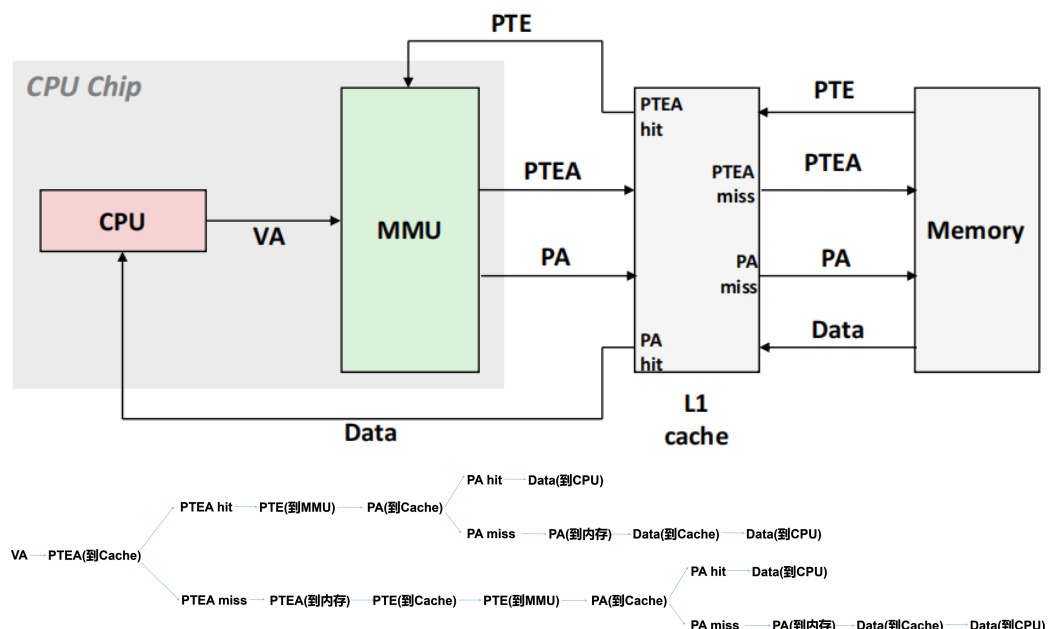 PTE
CPU Chip
PTEA
hit
PTE
PTEA
PTEA
miss
PTEA
CPU
VA
MMU
Memory
PA
PA
miss
PA
PA
hit
Data
L1
cache
Data
PA hit
Data(到CPU)
PTEA hit
PTE(到MMU)
PA(到Cache)
PA miss
PA(到内存)
Data(到Cache)
Data(到CPU)
VA
PTEA(到Cache)
PA hit
Data(到CPU)
PTEA miss
PTEA(到内存)
PTE(到Cache)
PTE(到MMU)
PA(到Cache)
PA miss
PA(到内存)
Data(到Cache)
Data(到CPU)